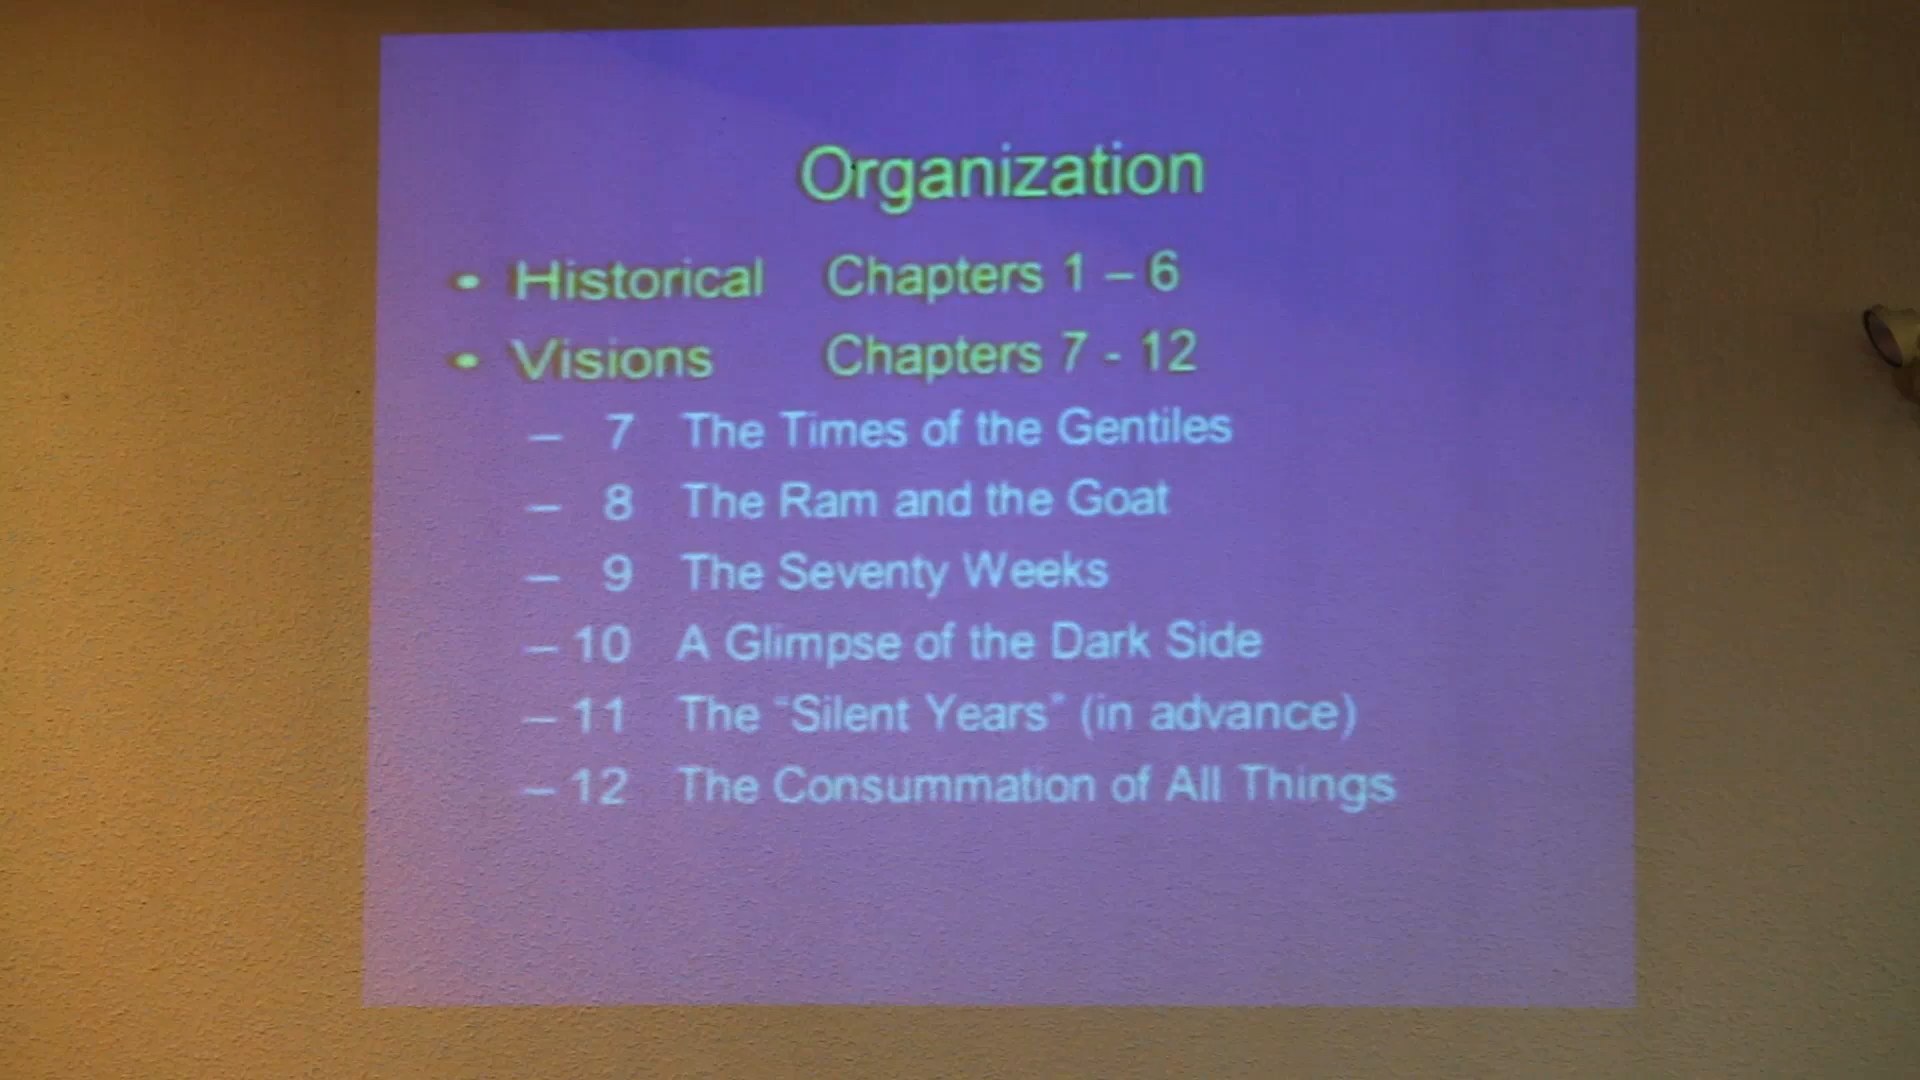 Organization
• Historical Chapters 1 – 6
• Visions Chapters 7 - 12
– 7 The Times of the Gentiles
– 8 The Ram and the Goat
– 9 The Seventy Weeks
– 10 A Glimpse of the Dark Side
– 11 The "Silent Years" (in advance)
– 12 The Consummation of All Things